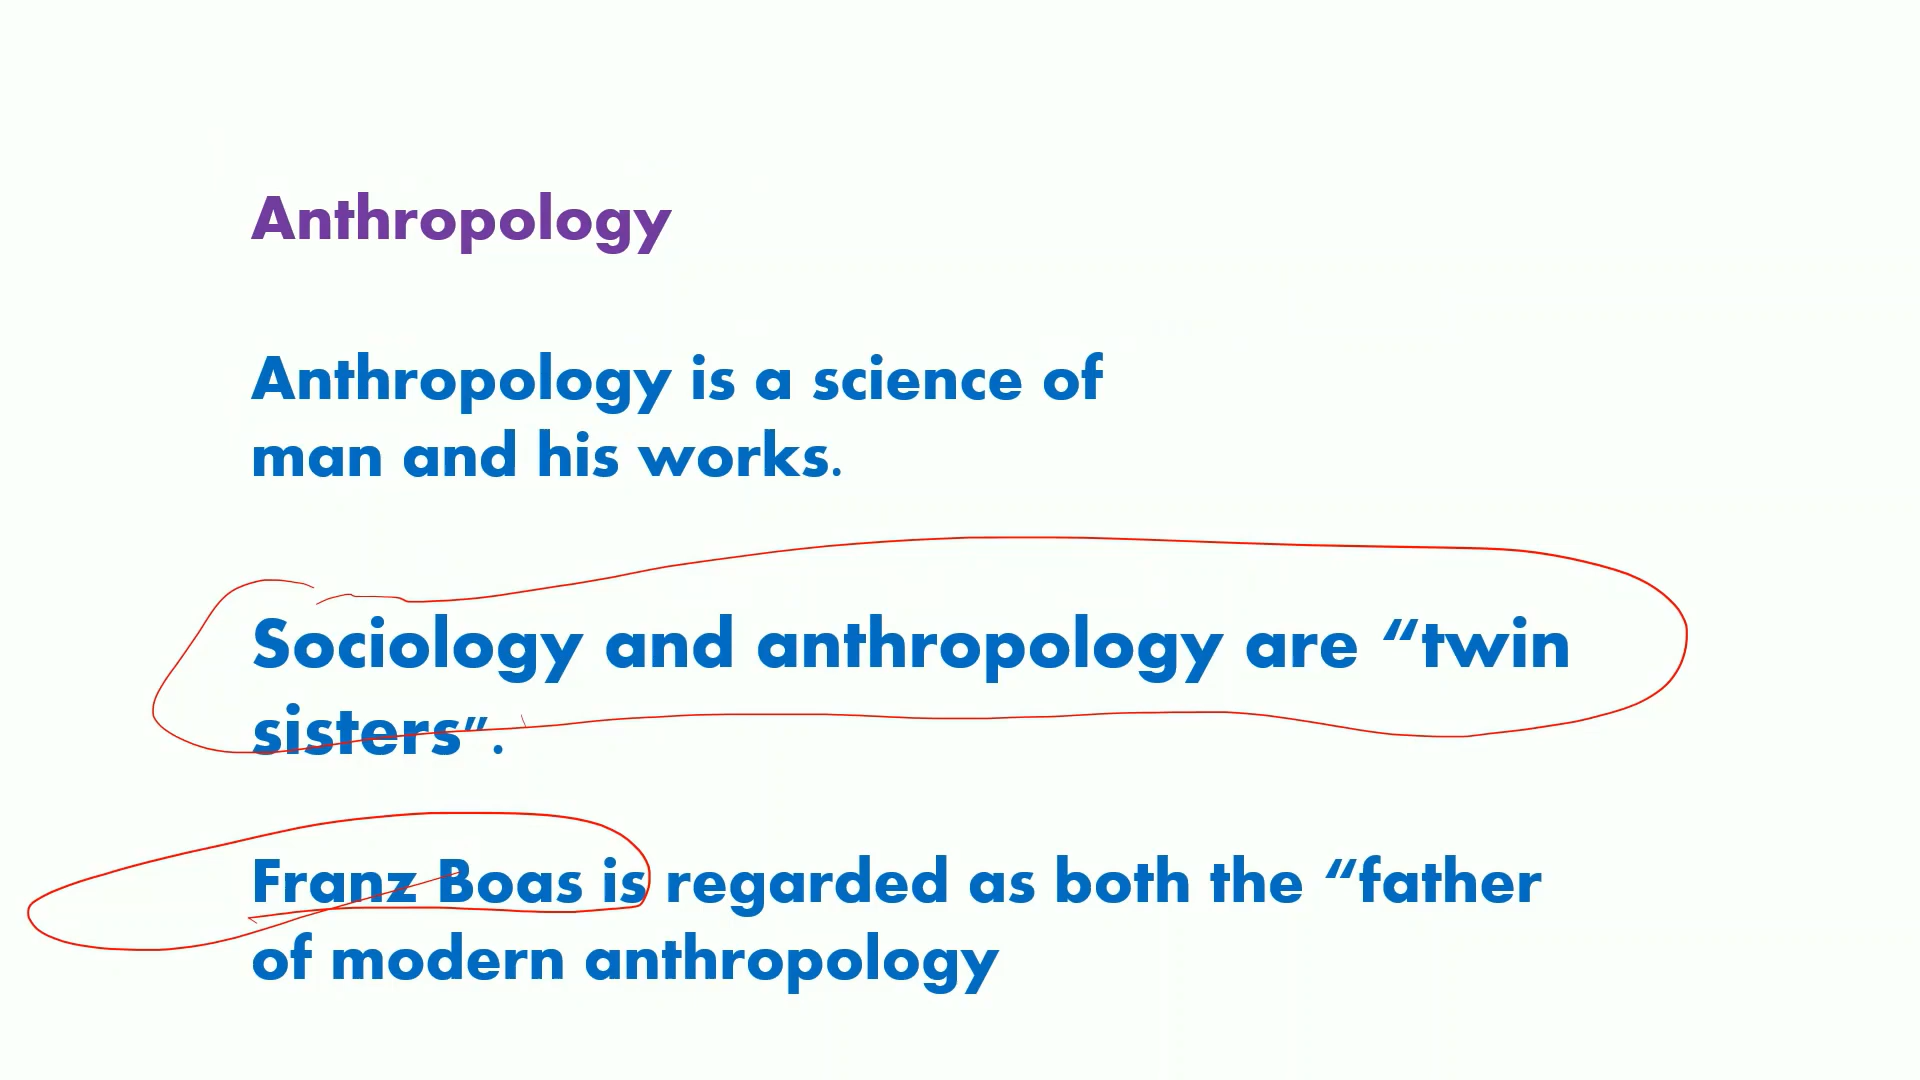 Anthropology
Anthropology is a science of
man and his works.
Sociology and anthropology are “twin
sisters”.
Franz Boas is regarded as both the “father
of modern anthropology